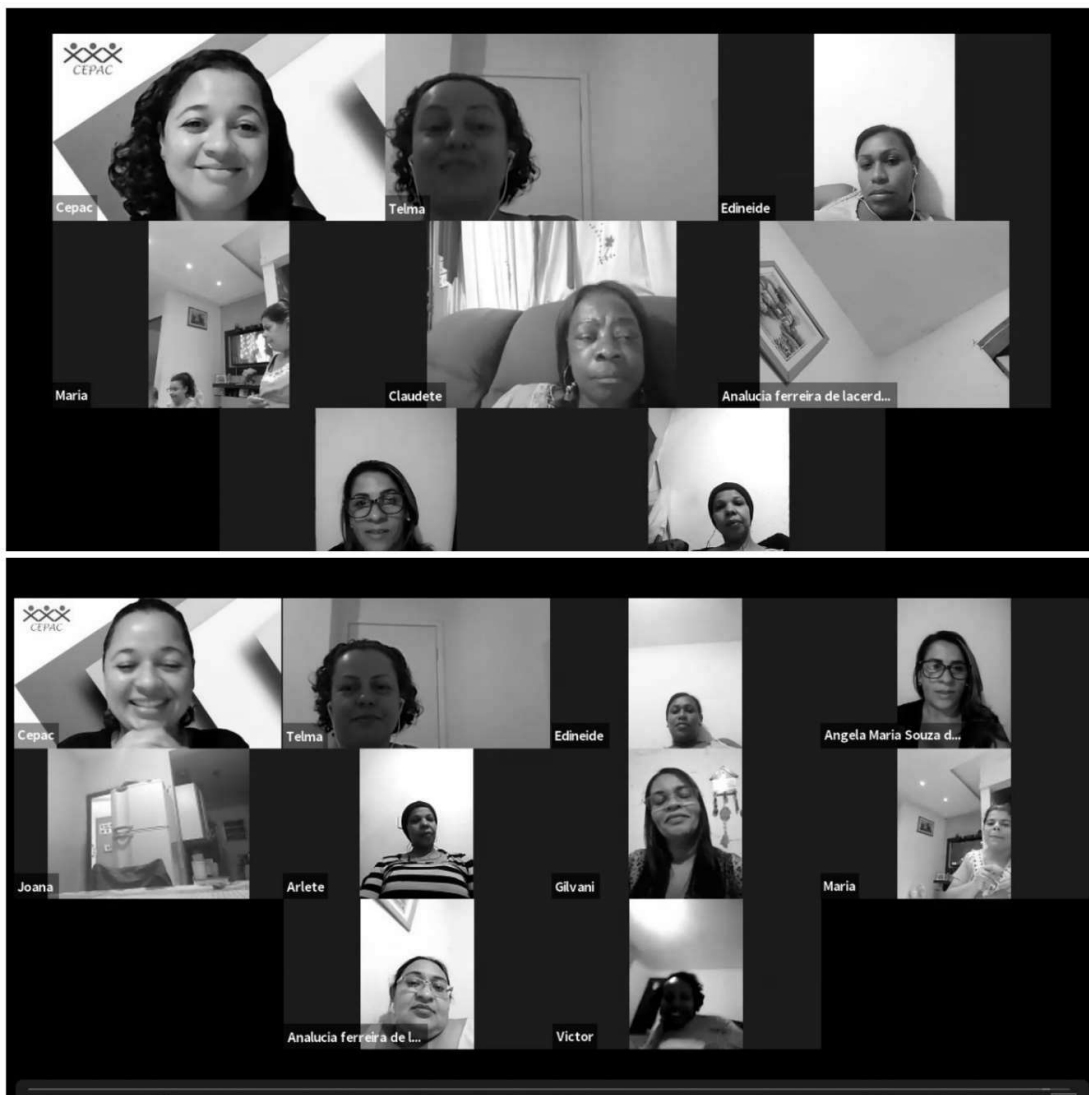 CEPAC
Cepac
Telma
Edineide
Maria
Claudete
Analucia ferreira de lacerd...
CEPAC
Cepac
Telma
Edineide
Angela Maria Souza d...
Joana
Arlete
Gilvani
Maria
Analucia ferreira de l...
Victor